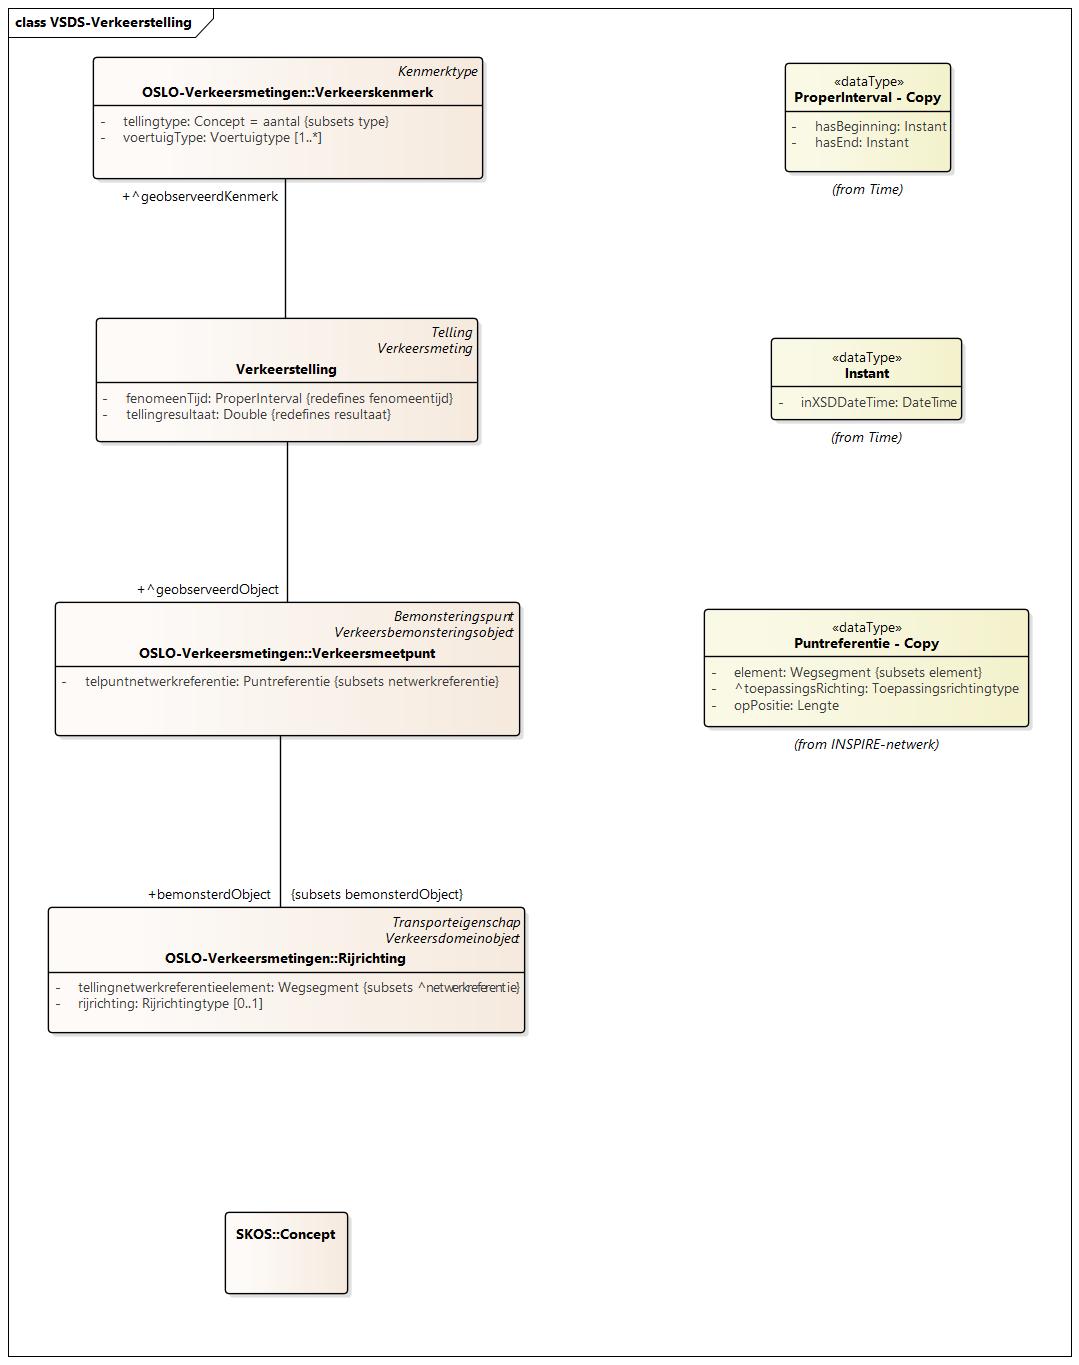 class VSDS-Verkeerstelling
Kenmerktype
OSLO-Verkeersmetingen::Verkeerskenmerk
- tellingtype: Concept = aantal {subsets type}
- voertuigType: Voertuigtype [1..*]
+^geobserveerdKenmerk
«dataType»
ProperInterval - Copy
- hasBeginning: Instant
- hasEnd: Instant
(from Time)
Telling
Verkeersmeting
Verkeerstelling
- fenomeenTijd: ProperInterval {redefines fenomeentijd}
- tellingresultaat: Double {redefines resultaat}
«dataType»
Instant
- inXSDDateTime: DateTime
(from Time)
+^geobserveerdObject
Bemonsteringspunt
Verkeersbemonsteringsobject
OSLO-Verkeersmetingen::Verkeersmeetpunt
- telpuntnetwerkreferentie: Puntreferentie {subsets netwerkreferentie}
«dataType»
Puntreferentie - Copy
- element: Wegsegment {subsets element}
- ^toepassingsRichting: Toepassingsrichtingtype
- opPositie: Lengte
(from INSPIRE-netwerk)
+bemonsterdObject {subsets bemonsterdObject}
Transporteigenschap
Verkeersdomeinobject
OSLO-Verkeersmetingen::Rijrichting
- tellingnetwerkreferentieelement: Wegsegment {subsets ^netwerkreferentie}
- rijrichting: Rijrichtingtype [0..1]
SKOS::Concept